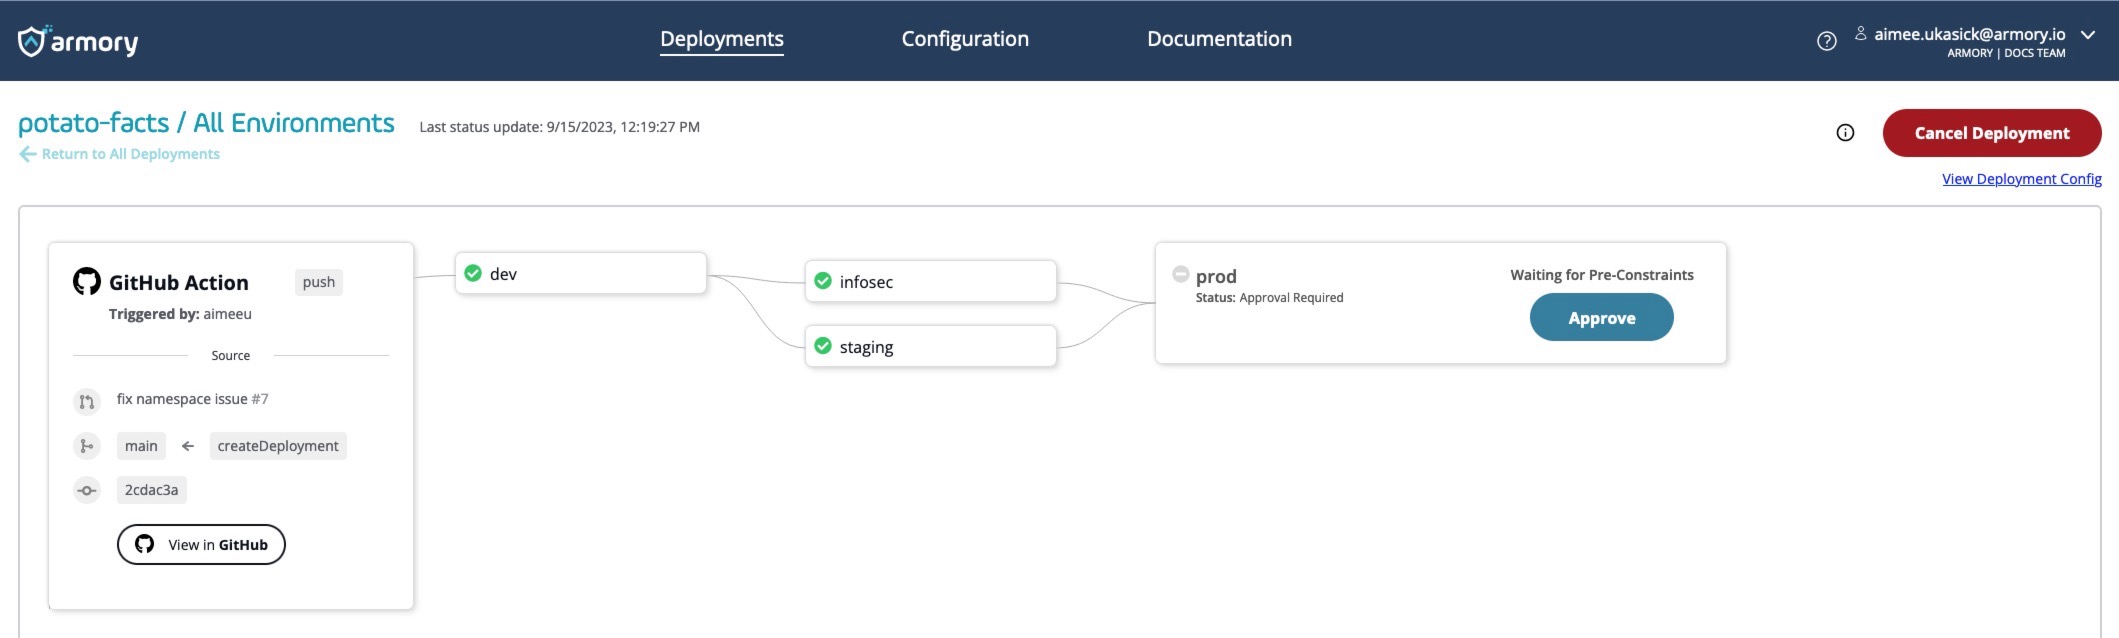 armory
Deployments
Configuration
Documentation
aimee.ukasick@armory.io
ARMORY | DOCS TEAM
potato-facts / All Environments
Last status update: 9/15/2023, 12:19:27 PM
Return to All Deployments
Cancel Deployment
View Deployment Config
GitHub Action
push
Triggered by: aimeeu
Source
fix namespace issue #7
main
createDeployment
2cdac3a
View in GitHub
dev
infosec
staging
prod
Status: Approval Required
Waiting for Pre-Constraints
Approve